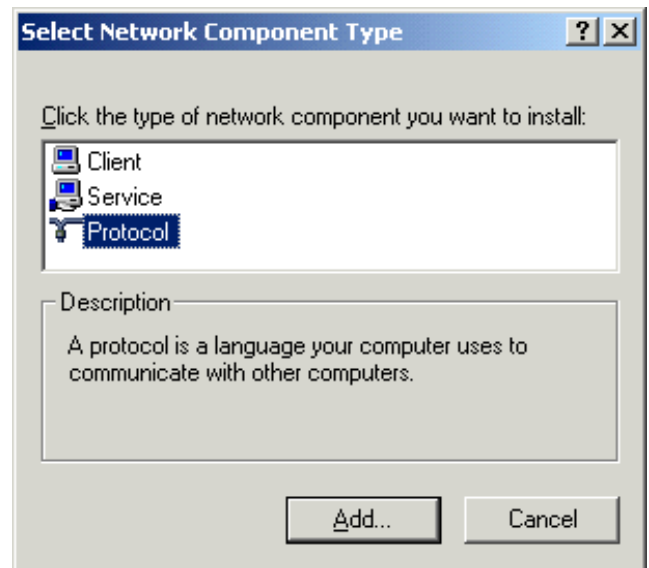 Select Network Component Type
Click the type of network component you want to install:
Client
Service
Protocol
Description
A protocol is a language your computer uses to
communicate with other computers.
Add...
Cancel